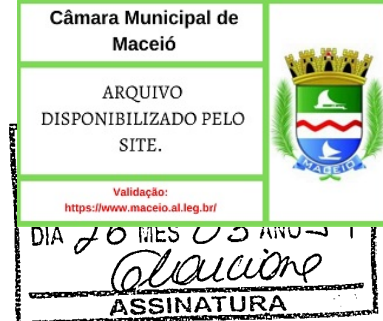 Câmara Municipal de
Maceió
ARQUIVO
DISPONIBILIZADO PELO
SITE.
Validação:
https://www.maceio.al.leg.br/
MACEIÓ
DIA 26 MES 03 ANO
ASSINATURA